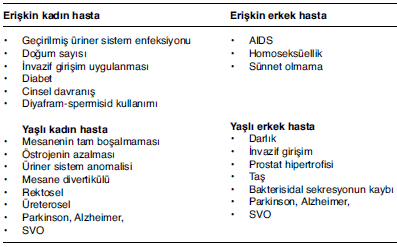 Erişkin kadın hasta
• Geçirilmiş üriner sistem enfeksiyonu
• Doğum sayısı
• İnvazif girişim uygulanması
• Diabet
• Cinsel davranış
• Diyafram-spermisid kullanımı
Yaşlı kadın hasta
• Mesanenin tam boşalmaması
• Östrojenin azalması
• Üriner sistem anomalisi
• Mesane divertikülü
• Rektosel
• Üreterosel
• Parkinson, Alzheimer,
• SVO
Erişkin erkek hasta
• AIDS
• Homoseksüellik
• Sünnet olmama
Yaşlı erkek hasta
• Darlık
• İnvazif girişim
• Prostat hipertrofisi
• Taş
• Bakterisidal sekresyonun kaybı
• Parkinson, Alzheimer,
• SVO